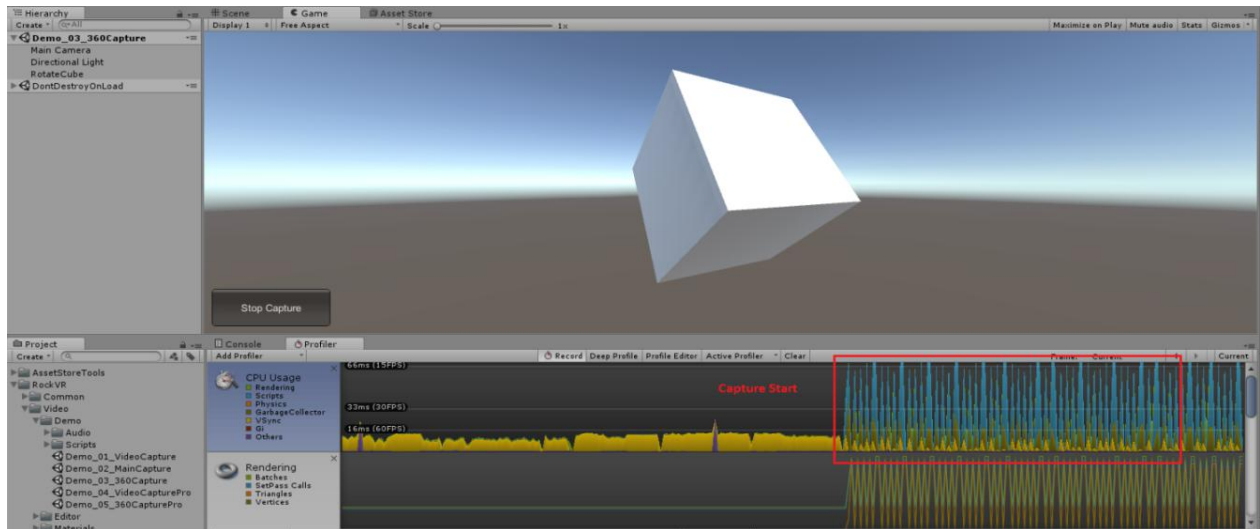 Hierarchy
Create
All
Demo_03_360Capture
Main Camera
Directional Light
RotateCube
DontDestroyOnLoad
Scene Game Asset Store
Display 1 Free Aspect Scale 1x Maximize on Play Mute audio Stats Gizmos
Stop Capture
Project
Create
AssetStoreTools
RockVR
Common
Video
Demo
Audio
Scripts
Demo_01_VideoCapture
Demo_02_MainCapture
Demo_03_360Capture
Demo_04_VideoCapturePro
Demo_05_360CapturePro
Editor
Materials
Console Profiler
Add Profiler Record Deep Profile Profile Editor Active Profiler Clear Frame: Current Current
CPU Usage
Rendering
Scripts
Physics
GarbageCollector
VSync
Gi
Others
66ms (15FPS)
33ms (30FPS)
16ms (60FPS)
Capture Start
Rendering
Batches
SetPass Calls
Triangles
Vertices